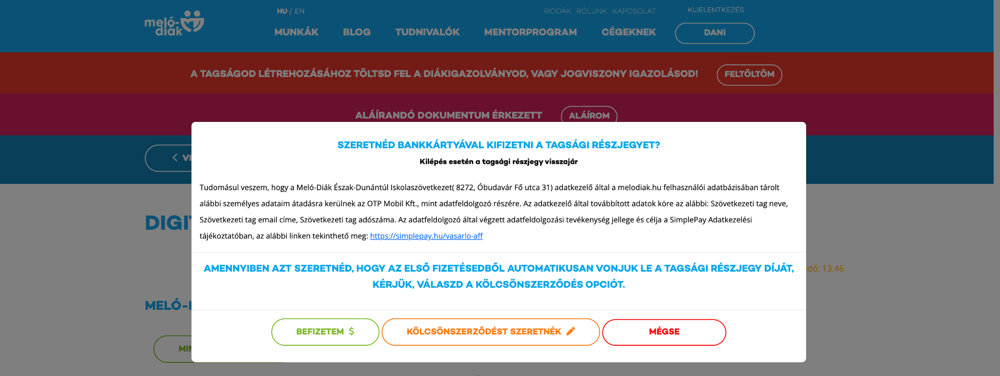 meló-
diák
HU / EN
IRODÁK RÓLUNK KAPCSOLAT
KIJELENTKEZÉS
MUNKÁK BLOG TUDNIVALÓK MENTORPROGRAM CÉGEKNEK DANI
A TAGSÁGOD LÉTREHOZÁSÁHOZ TÖLTSD FEL A DIÁKIGAZOLVÁNYOD, VAGY JOGVISZONY IGAZOLÁSOD! FELTÖLTÖM
ALÁÍRANDÓ DOKUMENTUM ÉRKEZETT ALÁÍROM
SZERETNÉD BANKKÁRTYÁVAL KIFIZETNI A TAGSÁGI RÉSZJEGYET?
Kilépés esetén a tagsági részjegy visszajár
Tudomásul veszem, hogy a Meló-Diák Észak-Dunántúl Iskolaszövetkezet( 8272, Óbudavár Fő utca 31) adatkezelő által a melodiak.hu felhasználói adatbázisában tárolt
alábbi személyes adataim átadásra kerülnek az OTP Mobil Kft., mint adatfeldolgozó részére. Az adatkezelő által továbbított adatok köre az alábbi: Szövetkezeti tag neve,
Szövetkezeti tag email címe, Szövetkezeti tag adószáma. Az adatfeldolgozó által végzett adatfeldolgozási tevékenység jellege és célja a SimplePay Adatkezelési
tájékoztatóban, az alábbi linken tekinthető meg: https://simplepay.hu/vasarlo-aff
AMENNYIBEN AZT SZERETNÉD, HOGY AZ ELSŐ FIZETÉSEDBŐL AUTOMATIKUSAN VONJUK LE A TAGSÁGI RÉSZJEGY DÍJÁT,
KÉRJÜK, VÁLASZD A KÖLCSÖNSZERZŐDÉS OPCIÓT.
dő: 13:46
BEFIZETEM $ KÖLCSÖNSZERZŐDÉST SZERETNÉK MÉGSE